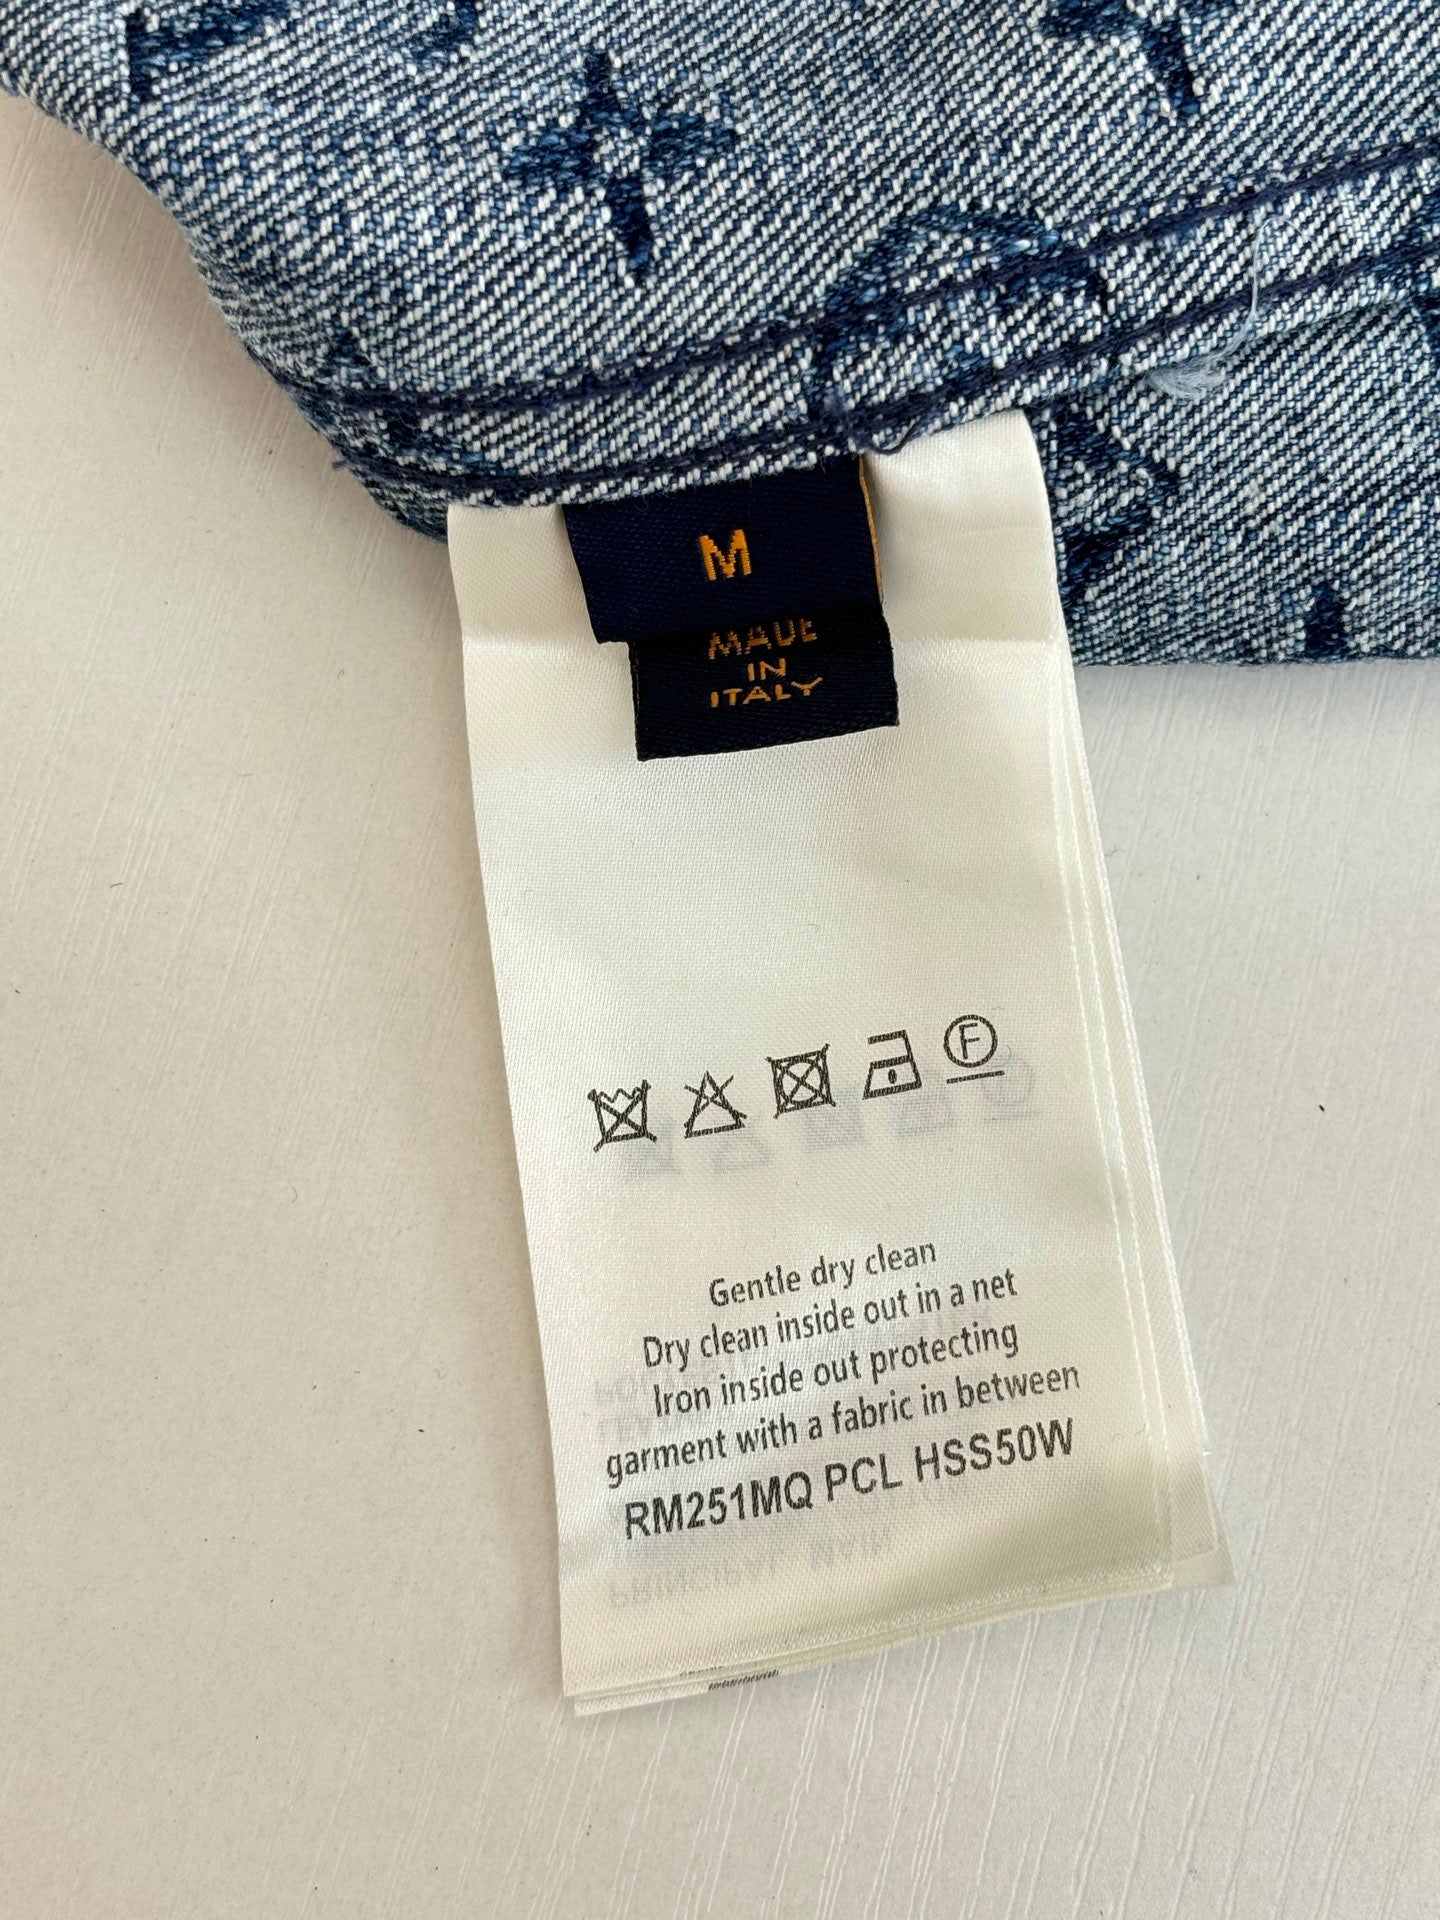 M
MADE
IN
ITALY
F
Gentle dry clean
Dry clean inside out in a net
Iron inside out protecting
garment with a fabric in between
RM251MQ PCL HSS50W